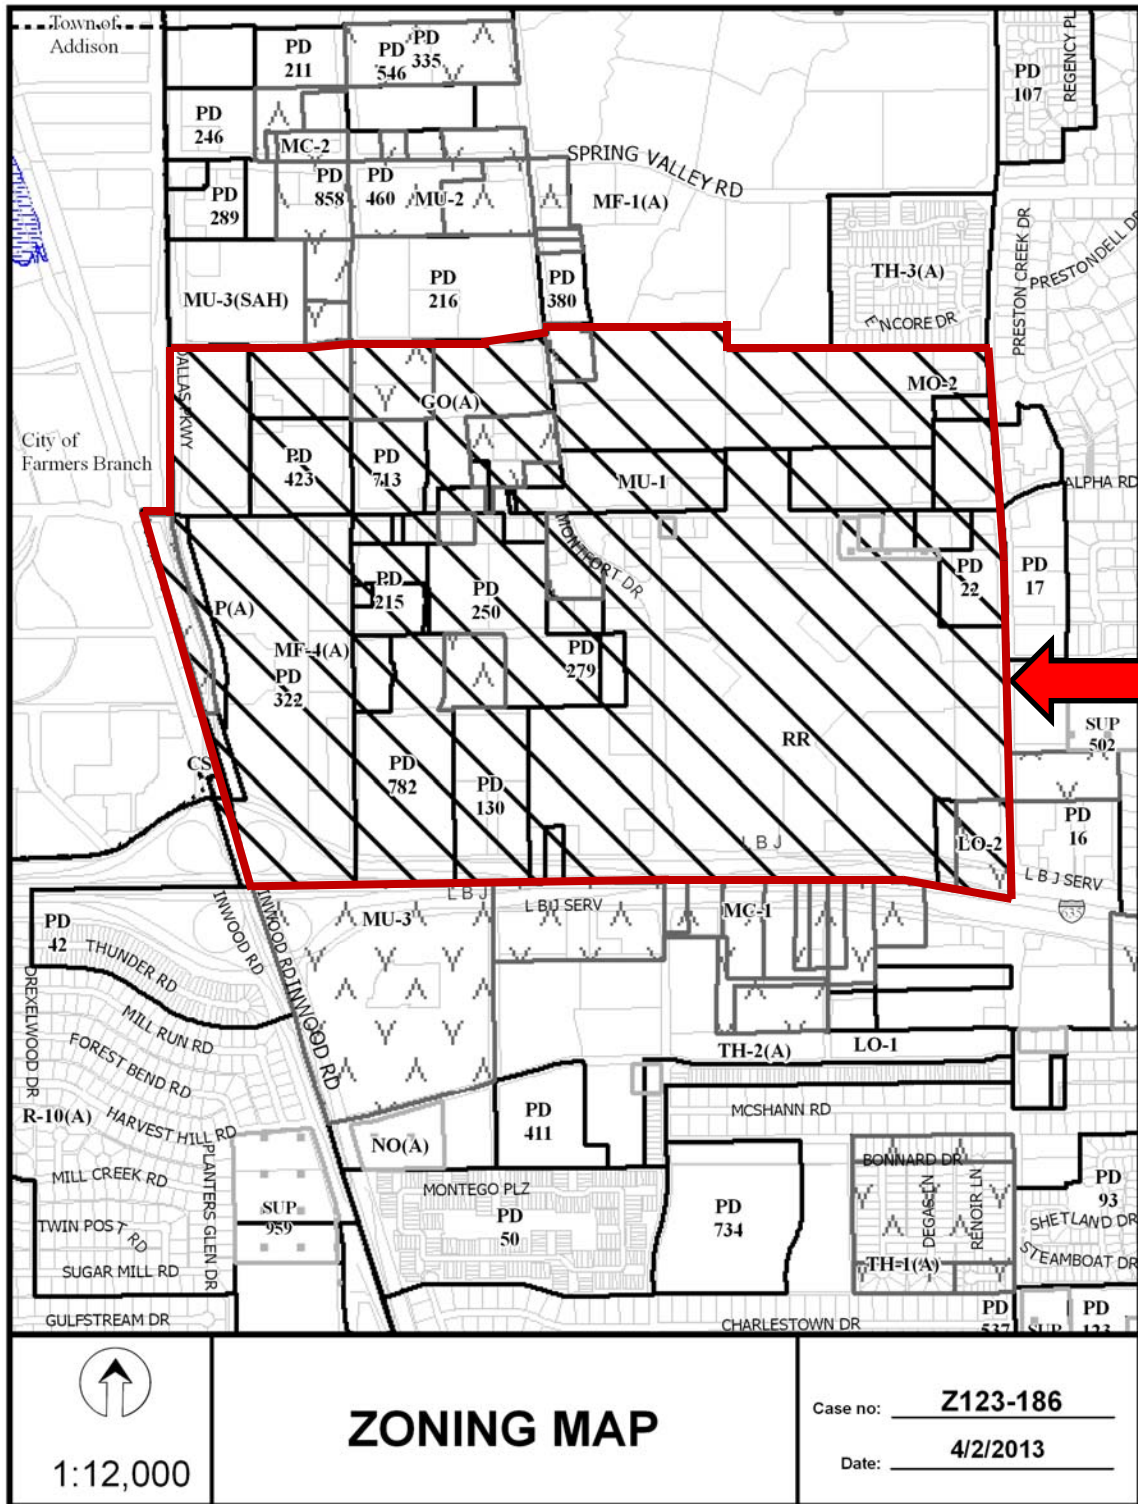 Town of
Addison
PD
211
PD
546
PD
335
PD
107
REGENCY PL
PD
246
MC-2
SPRING VALLEY RD
PD
289
PD
858
PD
460
MU-2
MF-1(A)
MU-3(SAH)
PD
216
PD
380
TH-3(A)
ENCORE DR
PRESTON CREEK DR
PRESTONDELL DR
DALLAS PKWY
GO(A)
MO-2
City of
Farmers Branch
PD
423
PD
713
MU-1
ALPHA RD
MONTFORT DR
P(A)
PD
215
PD
250
PD
22
PD
17
MF-4(A)
PD
322
PD
279
RR
SUP
502
CS
PD
782
PD
130
PD
16
LBJ
LO-2
LBJ SERV
LBJ
LBJ SERV
635
PD
42
THUNDER RD
INWOOD RD
INWOOD RD
INWOOD RD
MU-3
MC-1
DREXELWOOD DR
MILL RUN RD
FOREST BEND RD
TH-2(A)
LO-1
R-10(A)
HARVEST HILL RD
MCSHANN RD
PD
411
NO(A)
BONNARD DR
MILL CREEK RD
PLANTERS GLEN DR
MONTEGO PLZ
PD
50
PD
734
DEGAS LN
RENOIR LN
PD
93
SUP
959
TWIN POST RD
SHETLAND DR
STEAMBOAT DR
SUGAR MILL RD
TH-1(A)
GULFSTREAM DR
CHARLESTOWN DR
PD
537
SUP
PD
123
1:12,000
ZONING MAP
Case no: Z123-186
Date: 4/2/2013